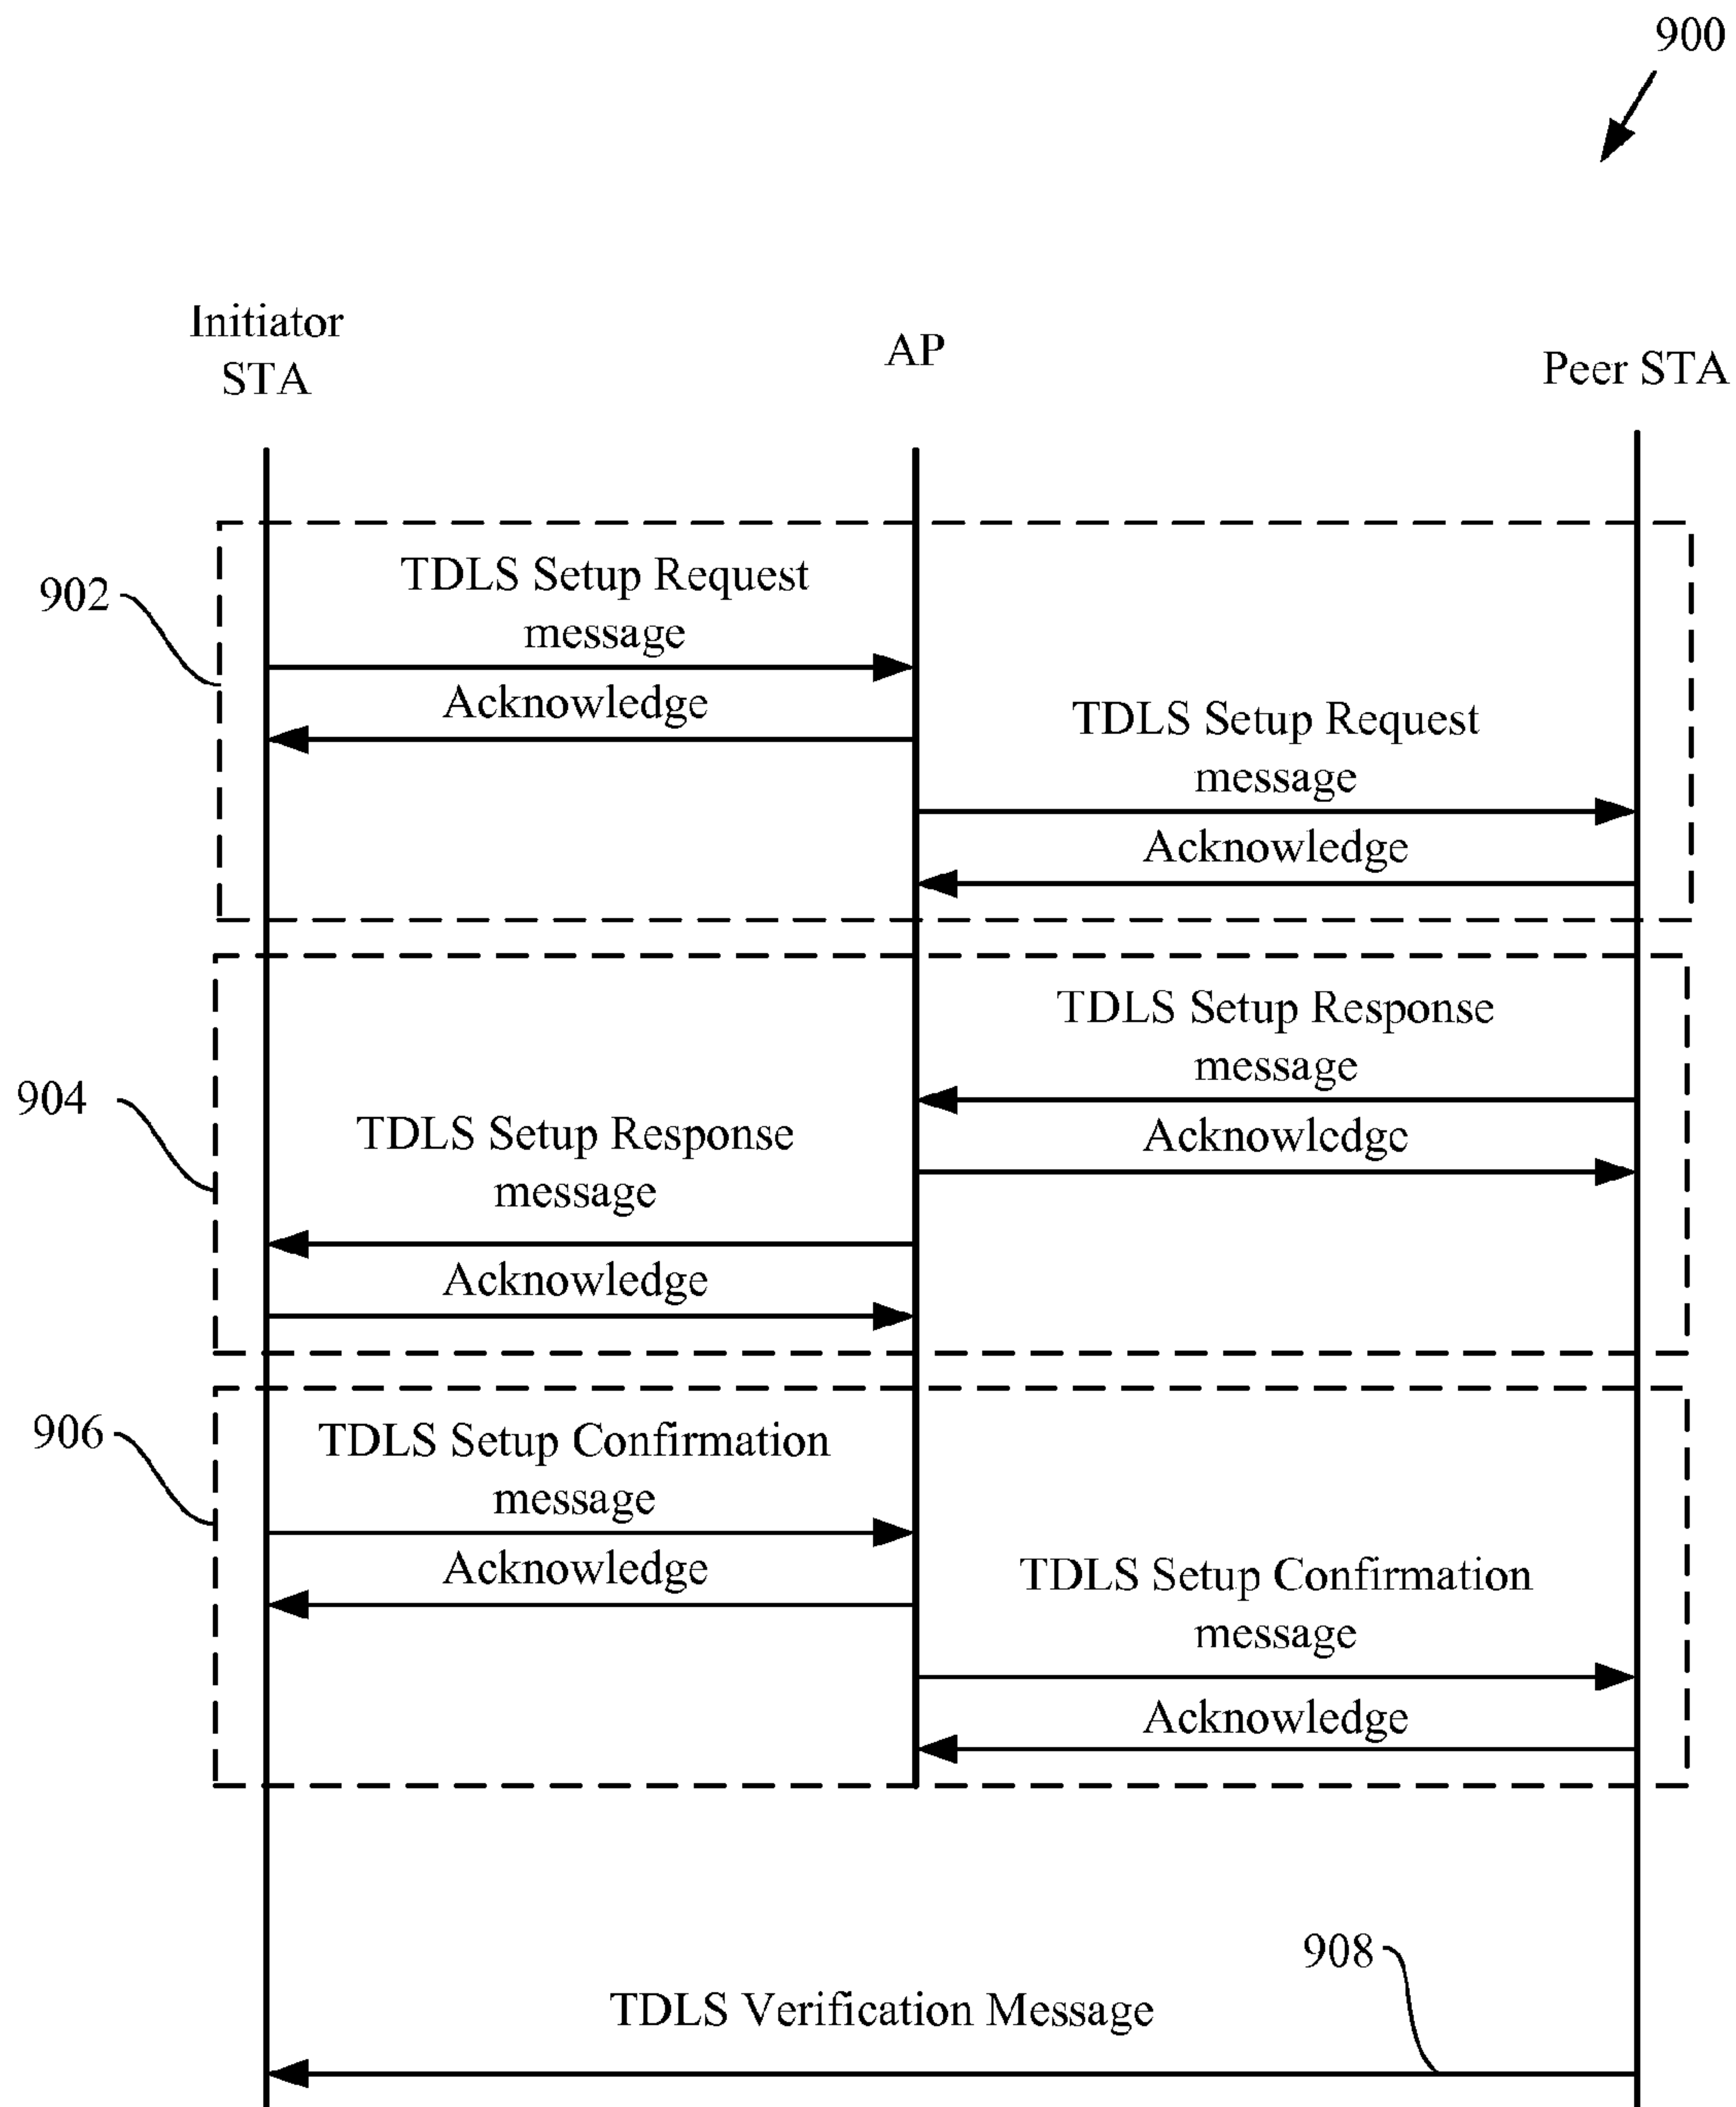 900
Initiator
STA
AP
Peer STA
902
TDLS Setup Request
message
Acknowledge
TDLS Setup Request
message
Acknowledge
904
TDLS Setup Response
message
Acknowledge
TDLS Setup Response
message
Acknowledge
906
TDLS Setup Confirmation
message
Acknowledge
TDLS Setup Confirmation
message
Acknowledge
908
TDLS Verification Message